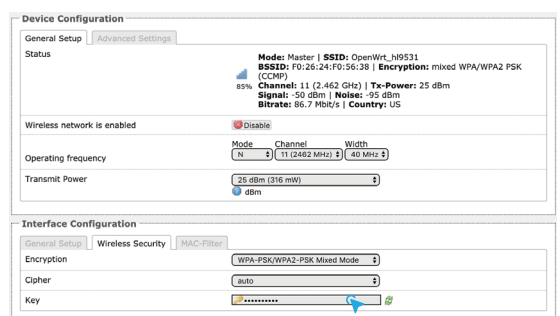 Device Configuration
General Setup Advanced Settings
Status
Mode: Master | SSID: OpenWrt_hl9531
BSSID: F0:26:24:F0:56:38 | Encryption: mixed WPA/WPA2 PSK
(CCMP)
85% Channel: 11 (2.462 GHz) | Tx-Power: 25 dBm
Signal: -50 dBm | Noise: -95 dBm
Bitrate: 86.7 Mbit/s | Country: US
Wireless network is enabled Disable
Mode Channel Width
Operating frequency N 11 (2462 MHz) 40 MHz
Transmit Power 25 dBm (316 mW)
dBm
Interface Configuration
General Setup Wireless Security MAC-Filter
Encryption WPA-PSK/WPA2-PSK Mixed Mode
Cipher auto
Key ••••••••••